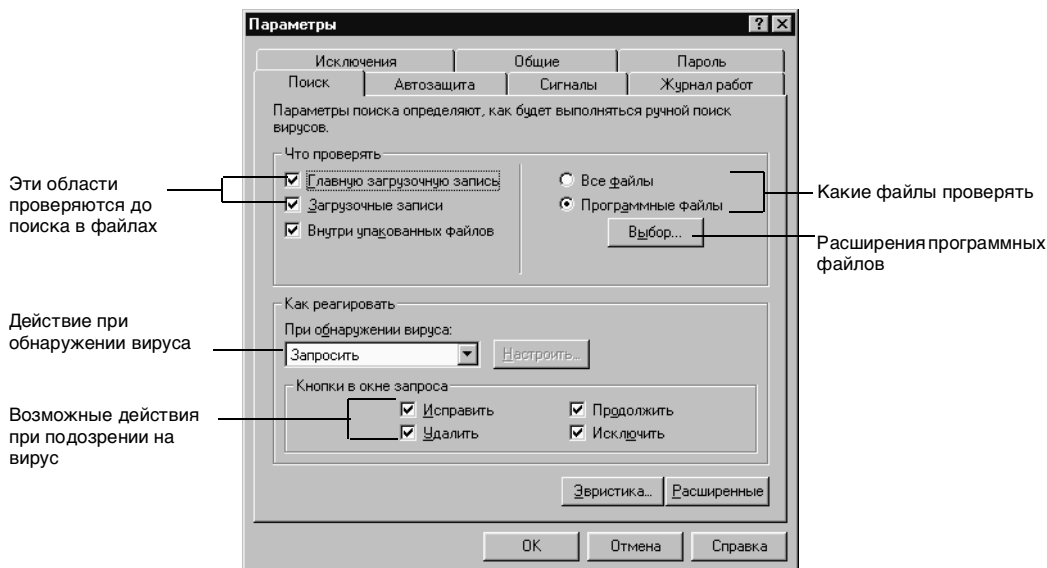 Параметры
Исключения
Общие
Пароль
Поиск
Автозащита
Сигналы
Журнал работ
Параметры поиска определяют, как будет выполняться ручной поиск
вирусов.
Что проверять
Главную загрузочную запись
Загрузочные записи
Внутри упакованных файлов
Все файлы
Программные файлы
Выбор...
Эти области
проверяются до
поиска в файлах
Какие файлы проверять
Расширения программных
файлов
Как реагировать
При обнаружении вируса:
Запросить
Настроить...
Действие при
обнаружении вируса
Кнопки в окне запроса
Исправить
Удалить
Продолжить
Исключить
Возможные действия
при подозрении на
вирус
Эвристика...
Расширенные
OK
Отмена
Справка